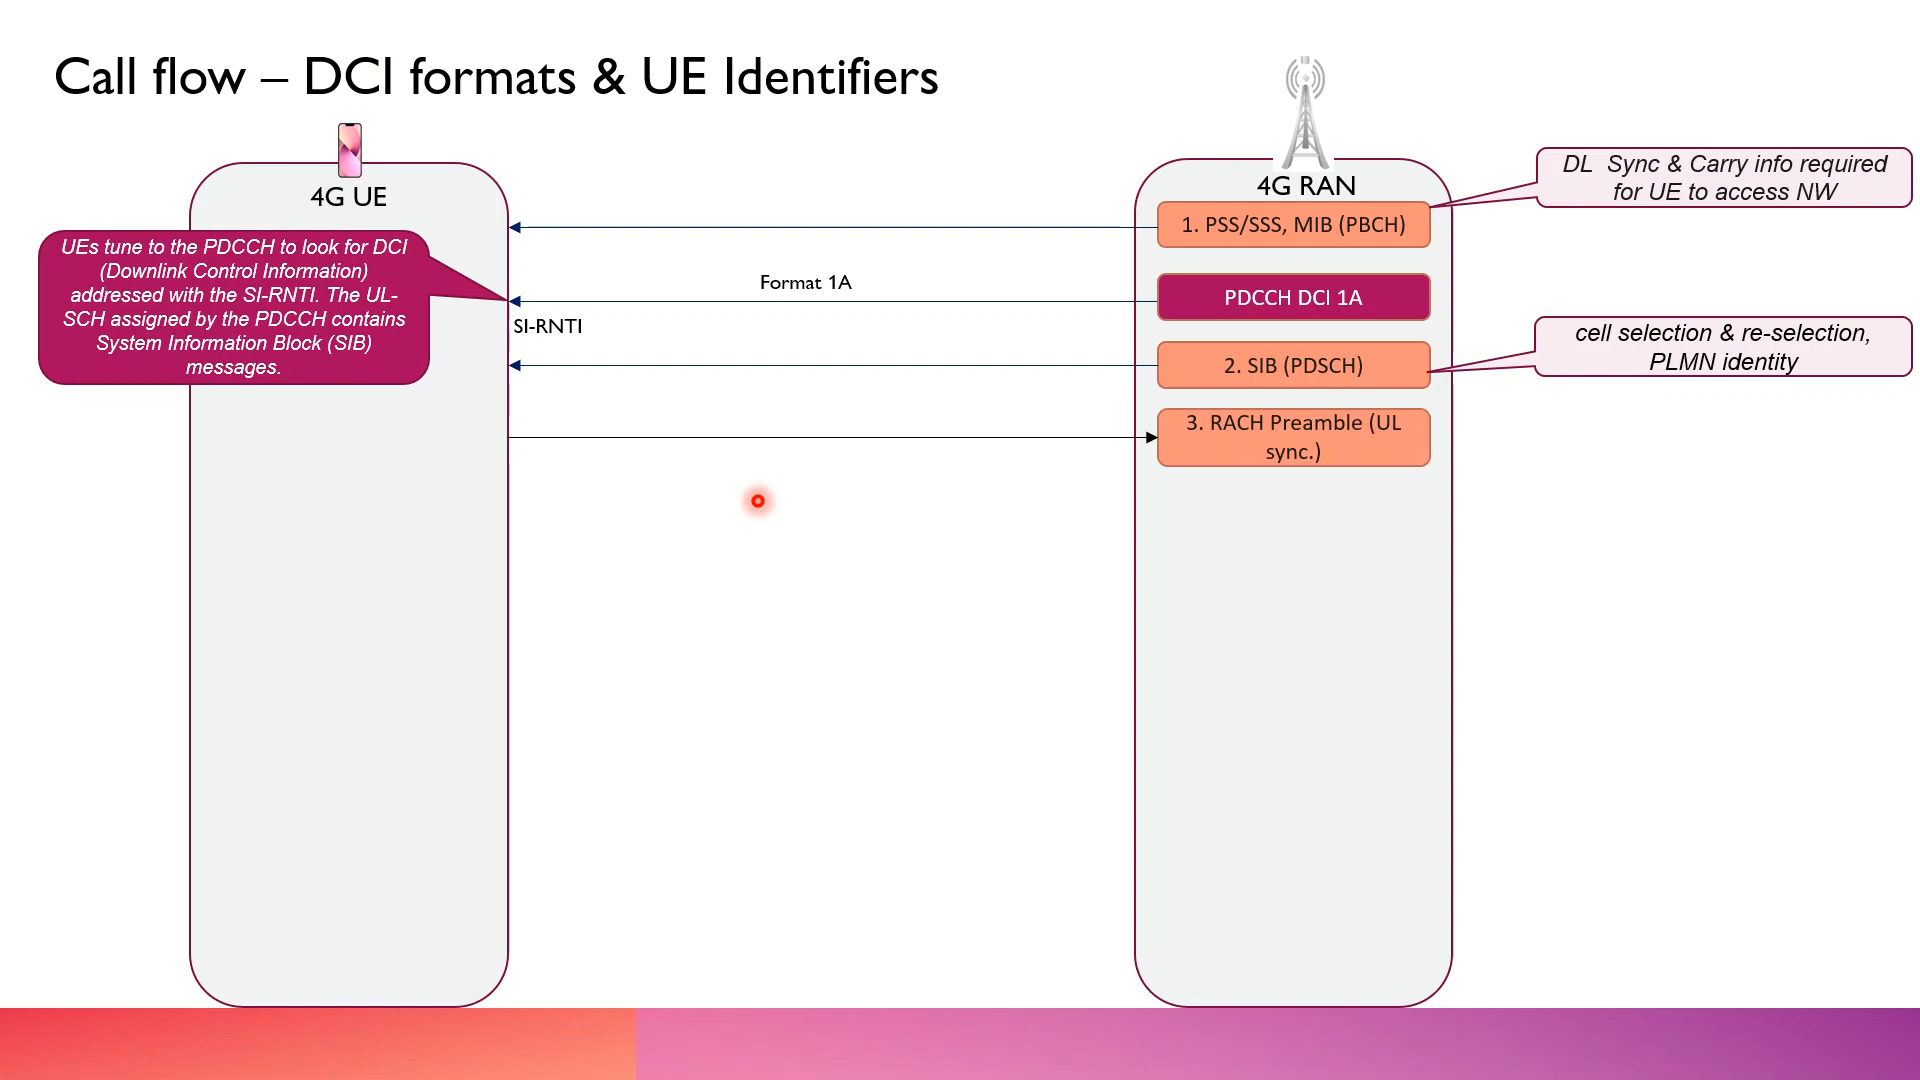 Call flow – DCI formats & UE Identifiers
4G UE
4G RAN
DL  Sync & Carry info required
for UE to access NW
1. PSS/SSS, MIB (PBCH)
UEs tune to the PDCCH to look for DCI
(Downlink Control Information)
addressed with the SI-RNTI. The UL-
SCH assigned by the PDCCH contains
System Information Block (SIB)
messages.
Format 1A
PDCCH DCI 1A
SI-RNTI
cell selection & re-selection,
PLMN identity
2. SIB (PDSCH)
3. RACH Preamble (UL
sync.)